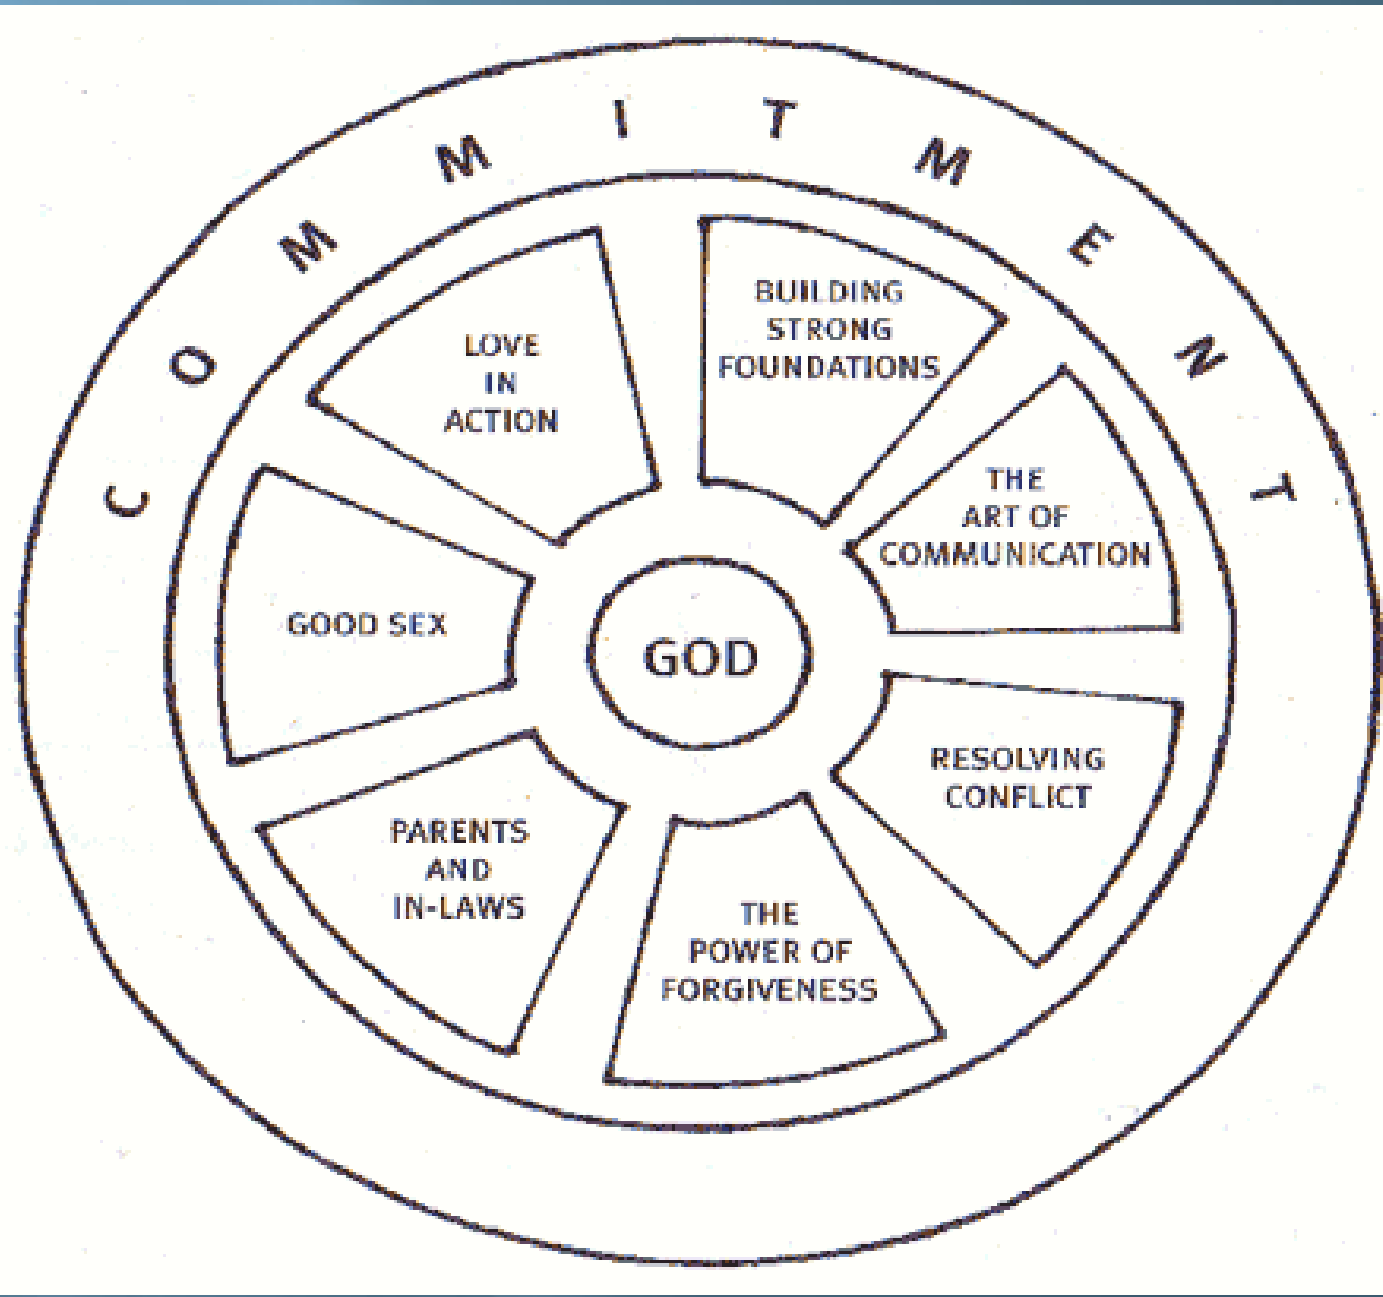 COMMITMENT
BUILDING
STRONG
FOUNDATIONS
THE
ART OF
COMMUNICATION
RESOLVING
CONFLICT
THE
POWER OF
FORGIVENESS
PARENTS
AND
IN-LAWS
GOOD SEX
LOVE
IN
ACTION
GOD